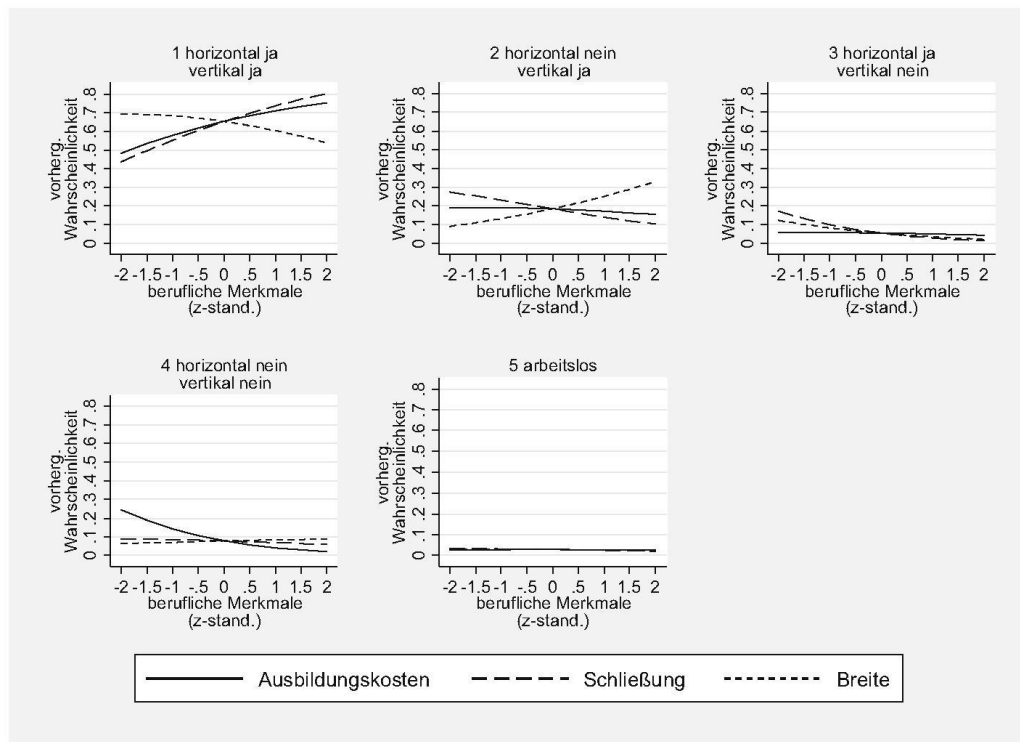 1 horizontal ja
vertikal ja
vorherg.
Wahrscheinlichkeit
0 .1 .2 .3 .4 .5 .6 .7 .8
-2 -1.5 -1 -.5 0 .5 1 1.5 2
berufliche Merkmale
(z-stand.)
2 horizontal nein
vertikal ja
vorherg.
Wahrscheinlichkeit
0 .1 .2 .3 .4 .5 .6 .7 .8
-2 -1.5 -1 -.5 0 .5 1 1.5 2
berufliche Merkmale
(z-stand.)
3 horizontal ja
vertikal nein
vorherg.
Wahrscheinlichkeit
0 .1 .2 .3 .4 .5 .6 .7 .8
-2 -1.5 -1 -.5 0 .5 1 1.5 2
berufliche Merkmale
(z-stand.)
4 horizontal nein
vertikal nein
vorherg.
Wahrscheinlichkeit
0 .1 .2 .3 .4 .5 .6 .7 .8
-2 -1.5 -1 -.5 0 .5 1 1.5 2
berufliche Merkmale
(z-stand.)
5 arbeitslos
vorherg.
Wahrscheinlichkeit
0 .1 .2 .3 .4 .5 .6 .7 .8
-2 -1.5 -1 -.5 0 .5 1 1.5 2
berufliche Merkmale
(z-stand.)
Ausbildungskosten Schließung Breite